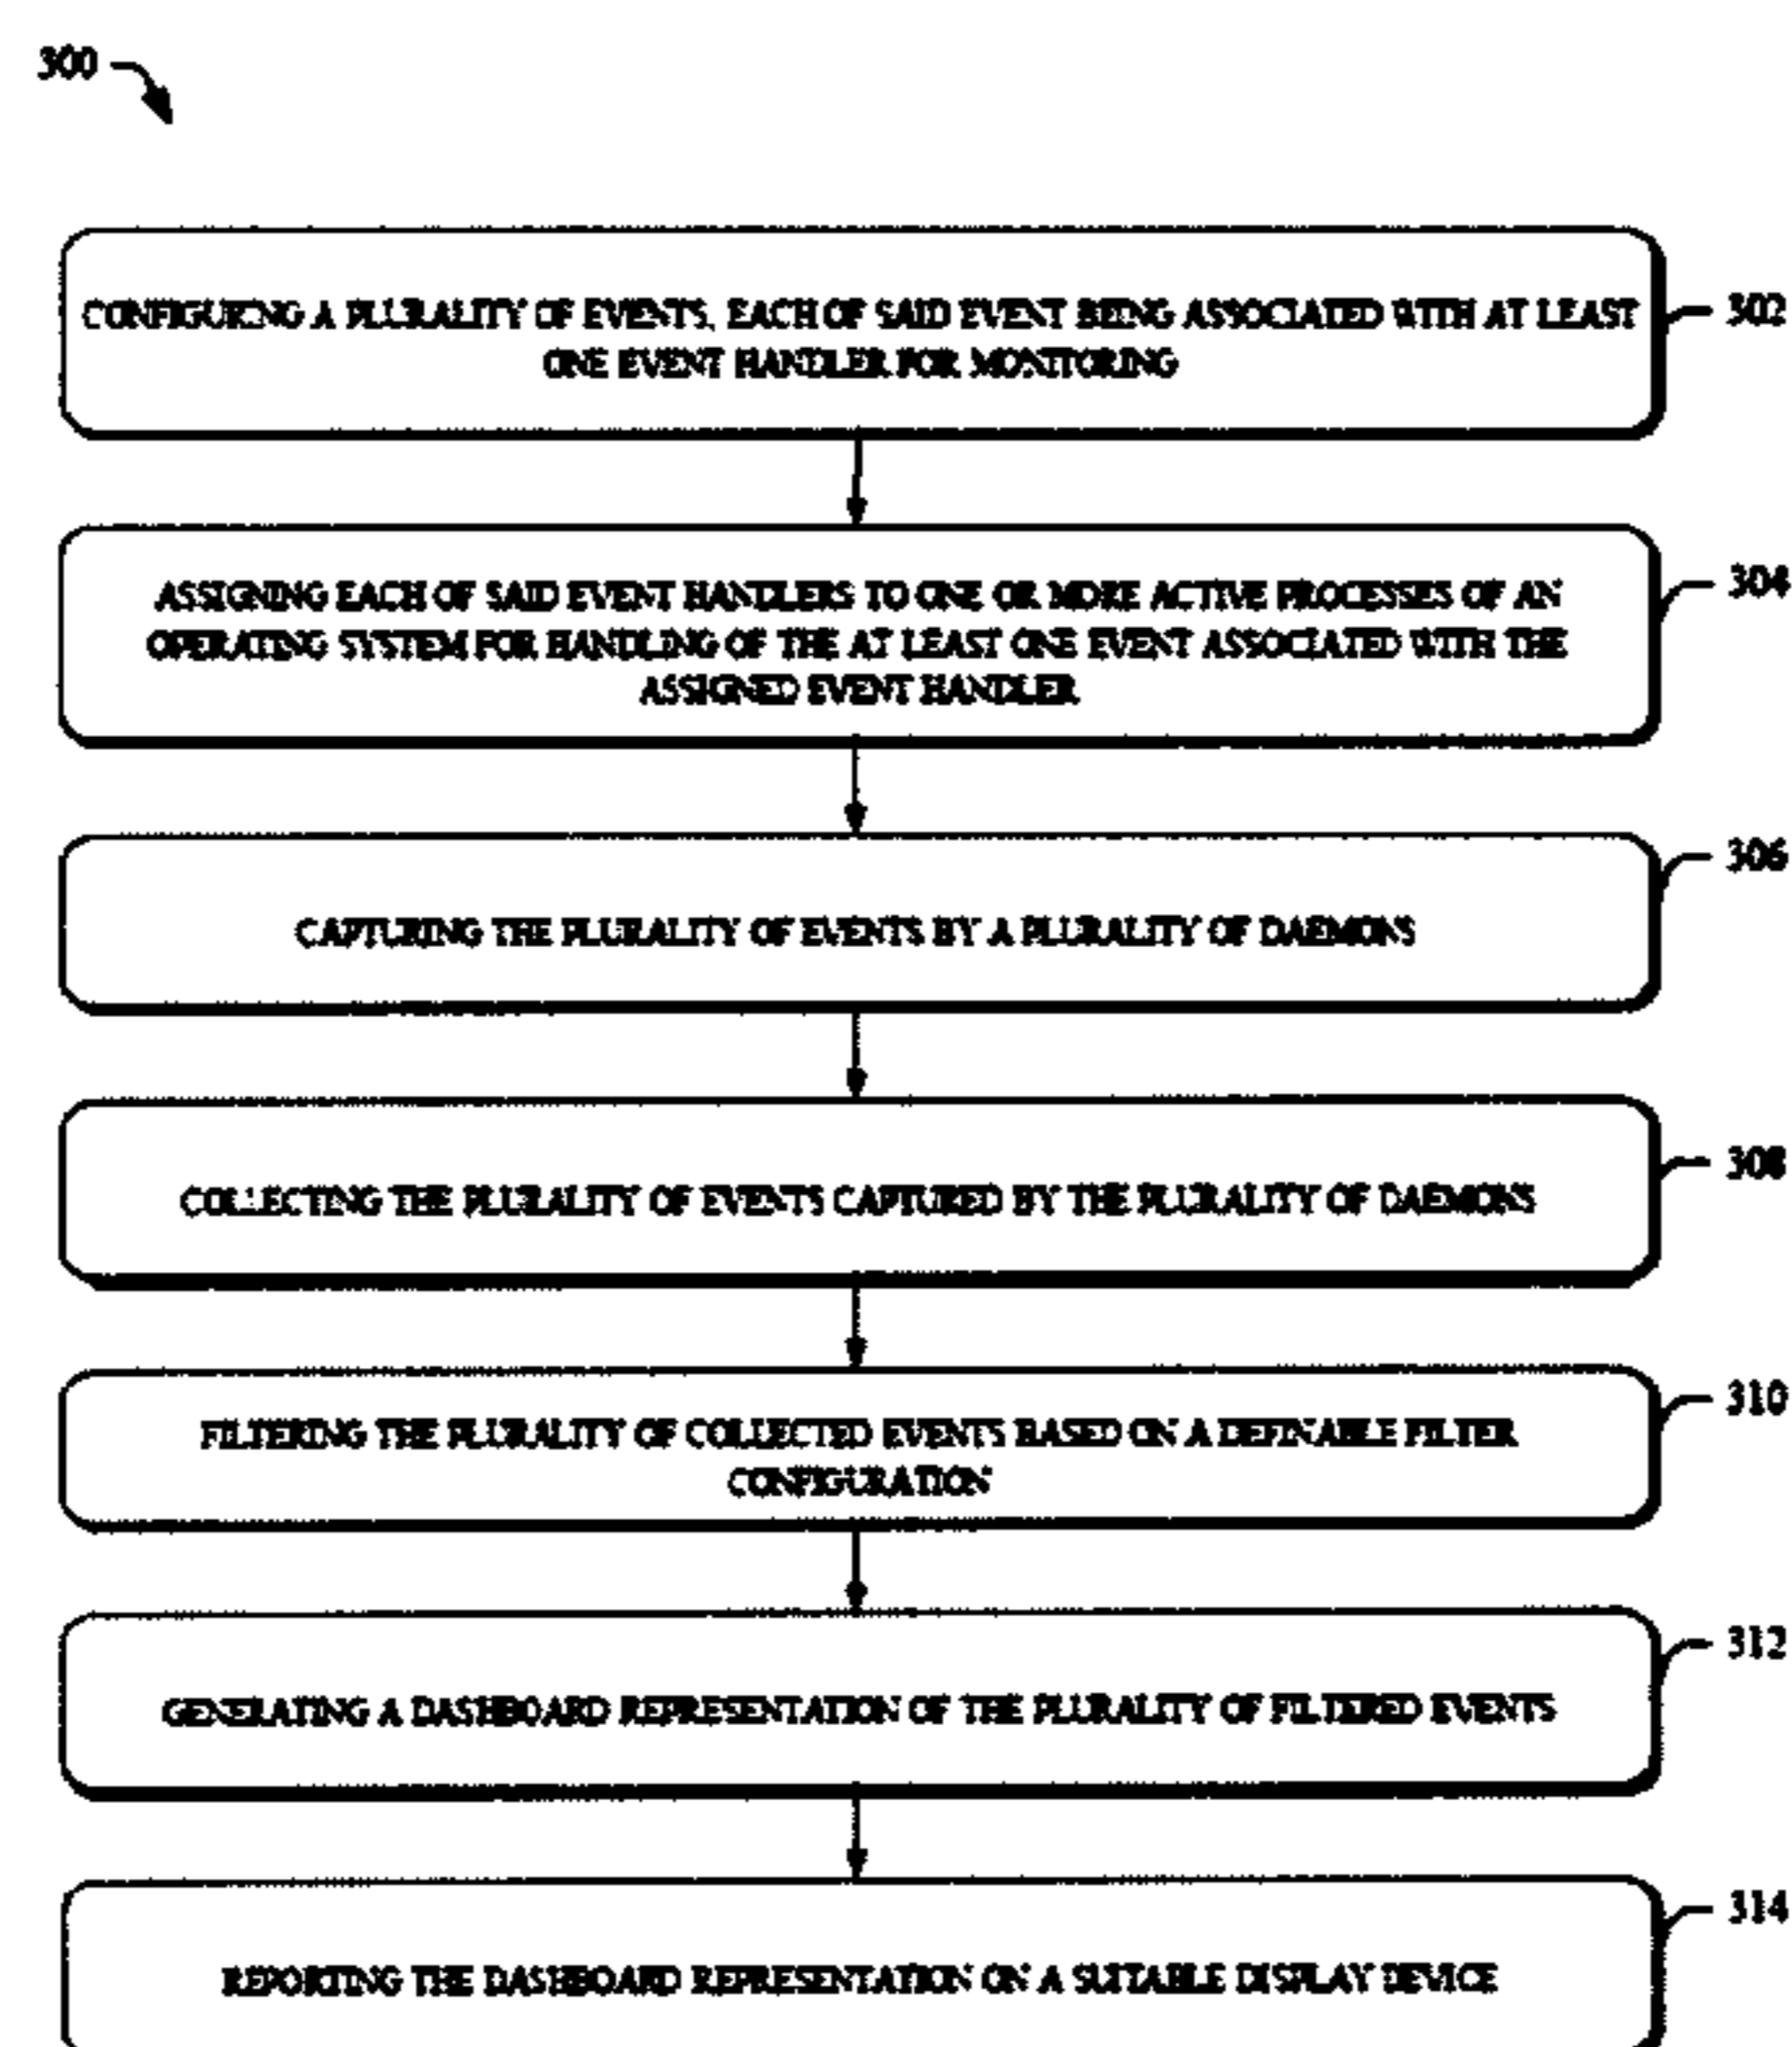 300
CONFIGURING A PLURALITY OF EVENTS, EACH OF SAID EVENT BEING ASSOCIATED WITH AT LEAST
302
ONE EVENT HANDLER FOR MONITORING
ASSIGNING EACH OF SAID EVENT HANDLERS TO ONE OR MORE ACTIVE PROCESSES OF AN
304
OPERATING SYSTEM FOR HANDLING OF THE AT LEAST ONE EVENT ASSOCIATED WITH THE
ASSIGNED EVENT HANDLER
306
CAPTURING THE PLURALITY OF EVENTS BY A PLURALITY OF DAEMONS
308
COLLECTING THE PLURALITY OF EVENTS CAPTURED BY THE PLURALITY OF DAEMONS
310
FILTERING THE PLURALITY OF COLLECTED EVENTS BASED ON A DEFINABLE FILTER
CONFIGURATION
312
GENERATING A DASHBOARD REPRESENTATION OF THE PLURALITY OF FILTERED EVENTS
314
REPORTING THE DASHBOARD REPRESENTATION ON A SUITABLE DISPLAY DEVICE